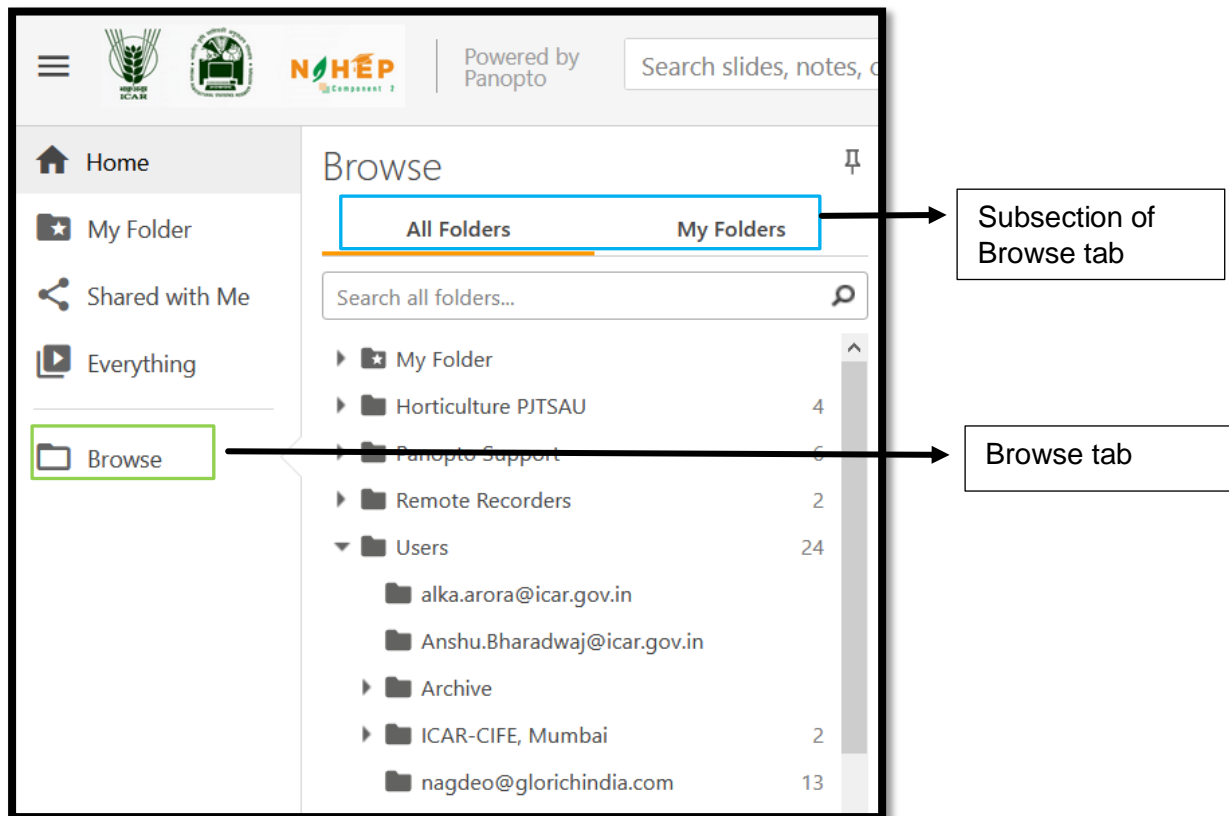 ICAR
NAHEP
Component 2
Powered by
Panopto
Search slides, notes, c
Home
My Folder
Shared with Me
Everything
Browse
Browse
All Folders My Folders
Search all folders...
My Folder
Horticulture PJTSAU 4
Panopto Support 6
Remote Recorders 2
Users 24
alka.arora@icar.gov.in
Anshu.Bharadwaj@icar.gov.in
Archive
ICAR-CIFE, Mumbai 2
nagdeo@glorichindia.com 13
Subsection of
Browse tab
Browse tab